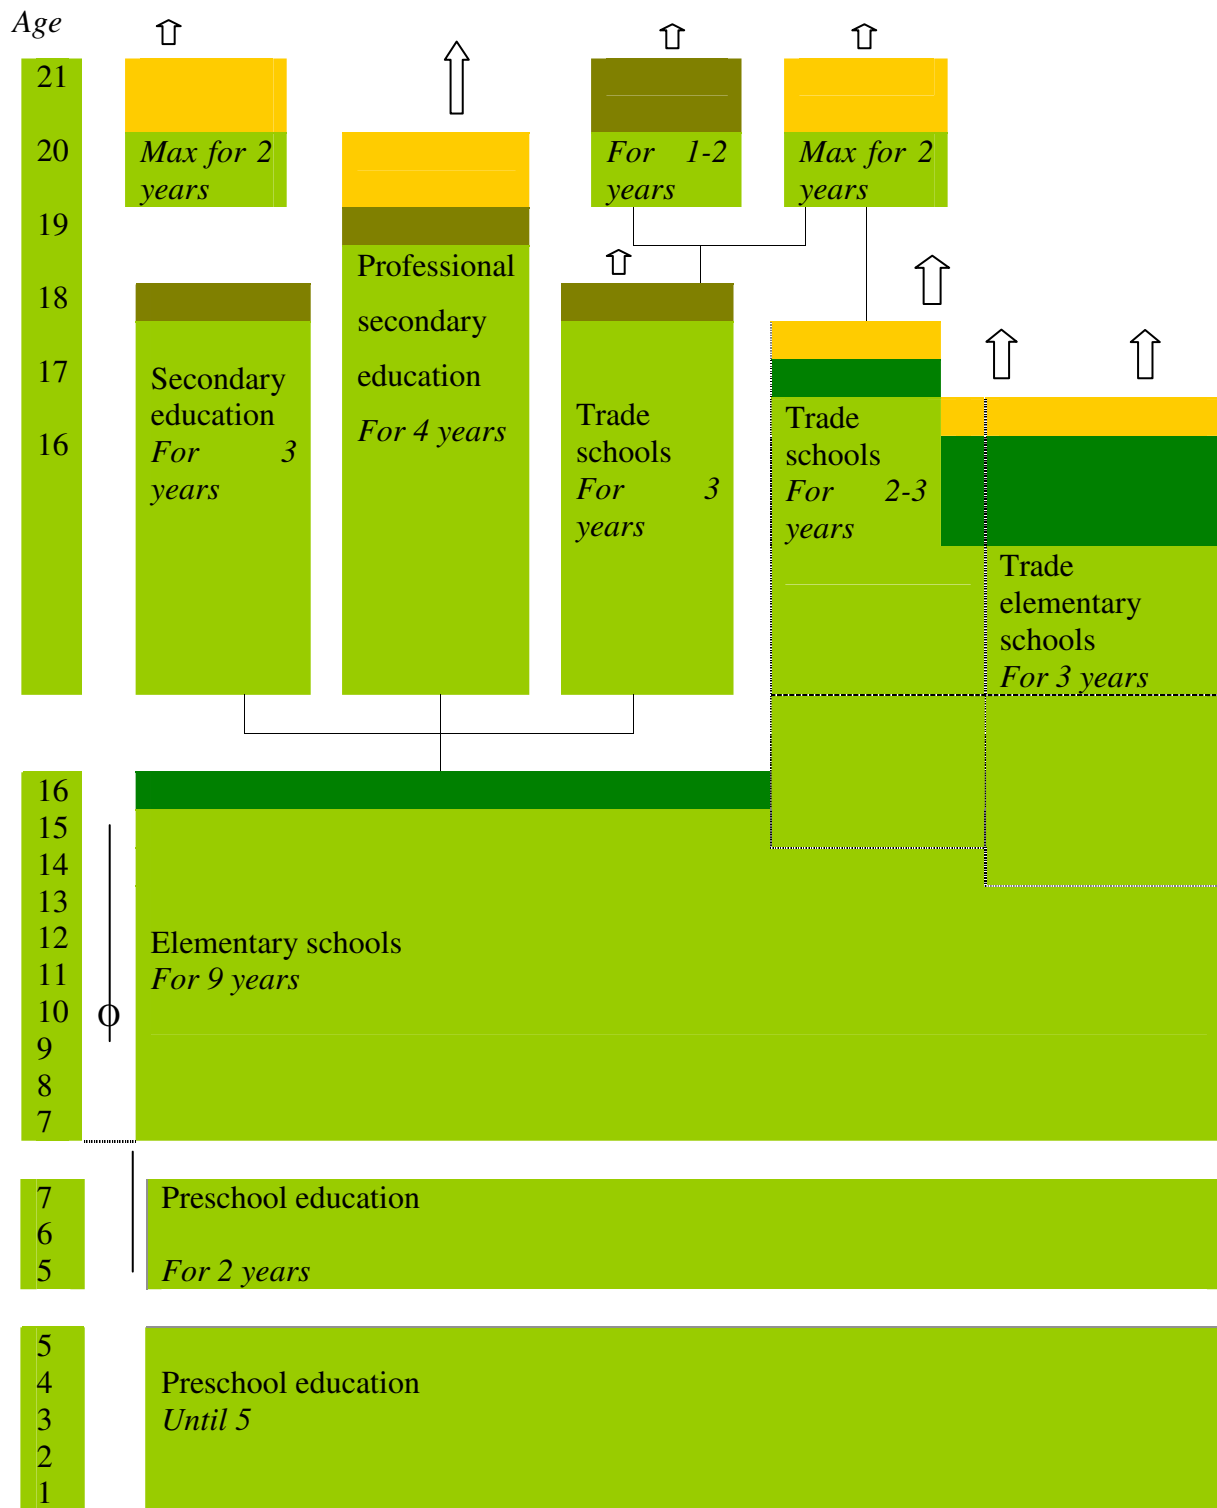 Age
21
20
19
18
17
16
Max for 2
years
For 1-2
years
Max for 2
years
Professional
secondary
education
For 4 years
Secondary
education
For 3
years
Trade
schools
For 3
years
Trade
schools
For 2-3
years
Trade
elementary
schools
For 3 years
16
15
14
13
12
11
10
9
8
7
ϕ
Elementary schools
For 9 years
7
6
5
Preschool education
For 2 years
5
4
3
2
1
Preschool education
Until 5